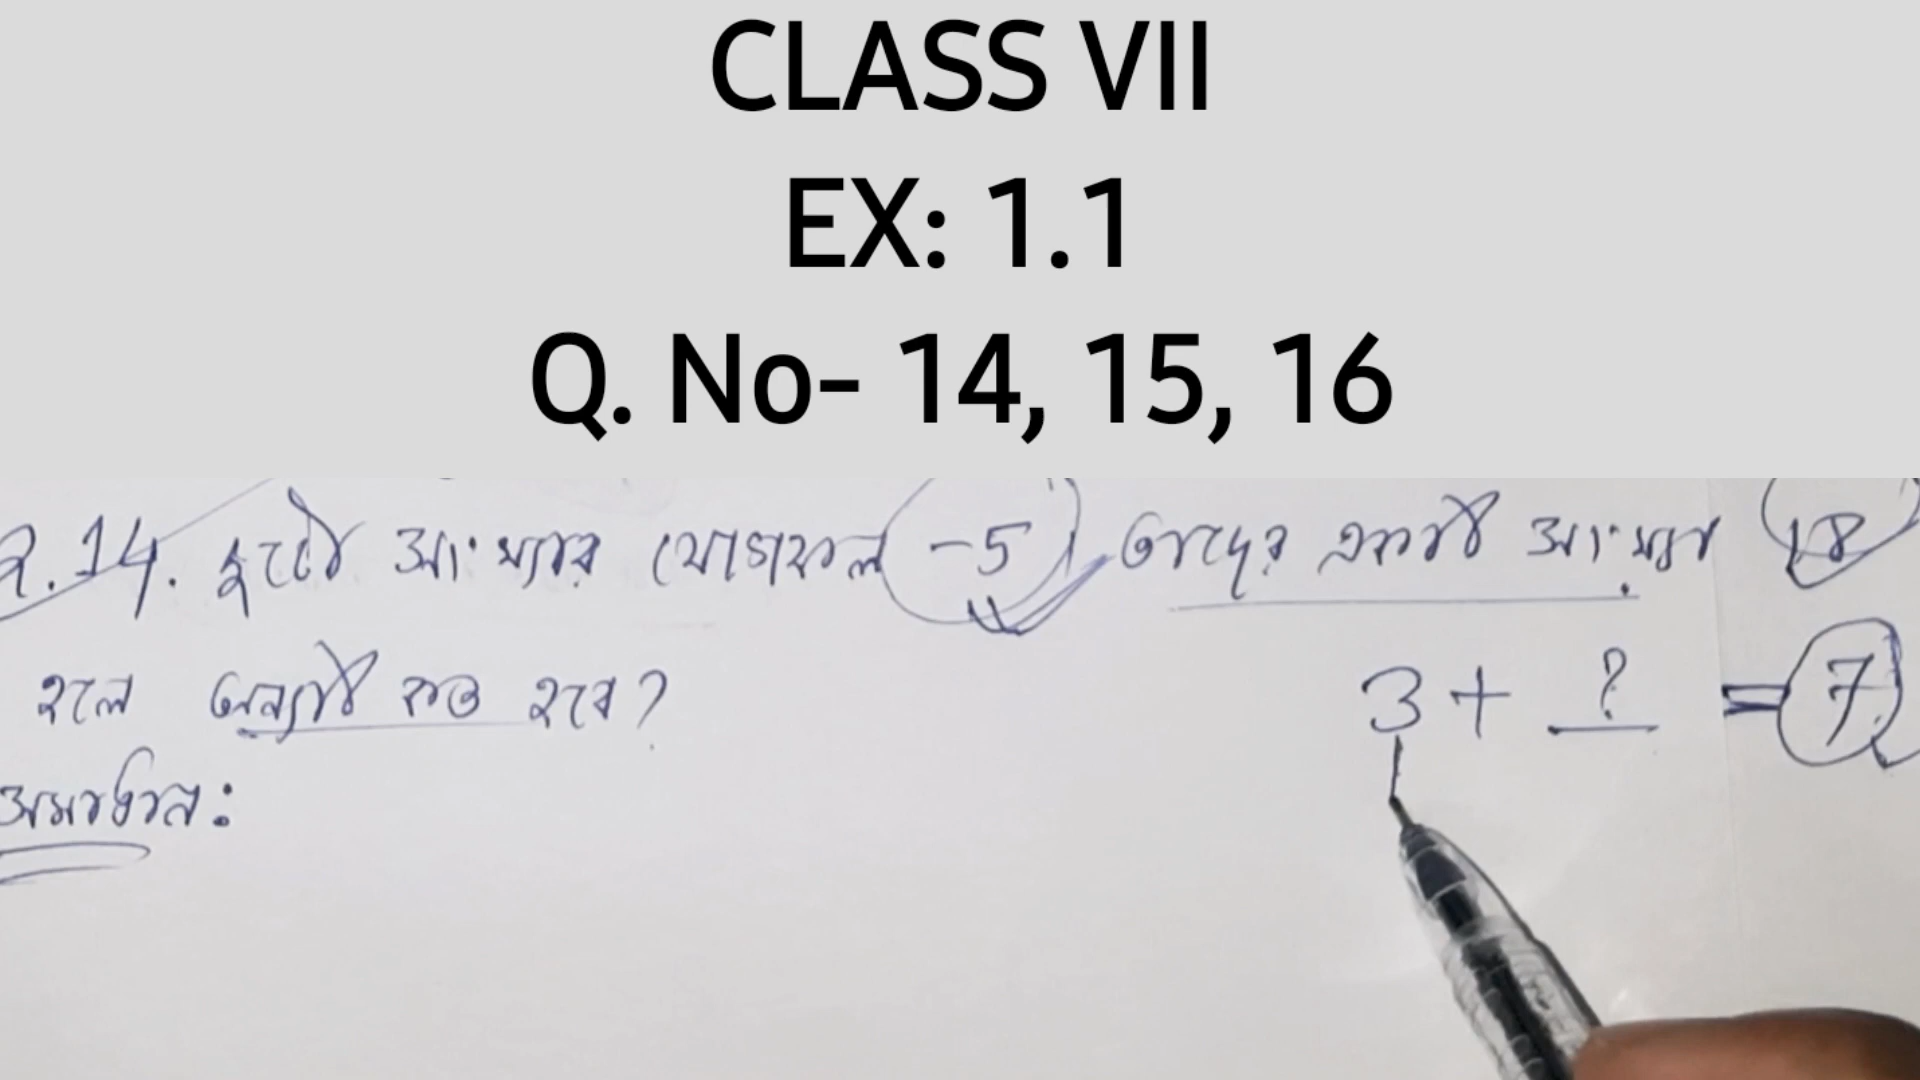 CLASS VII
EX: 1.1
Q. No- 14, 15, 16
Q.14. দুটো সংখ্যার যোগফল -5, তাদের একটি সংখ্যা 18
হলে অন্যটি কত হবে?
3 + ? = 7
সমাধান: